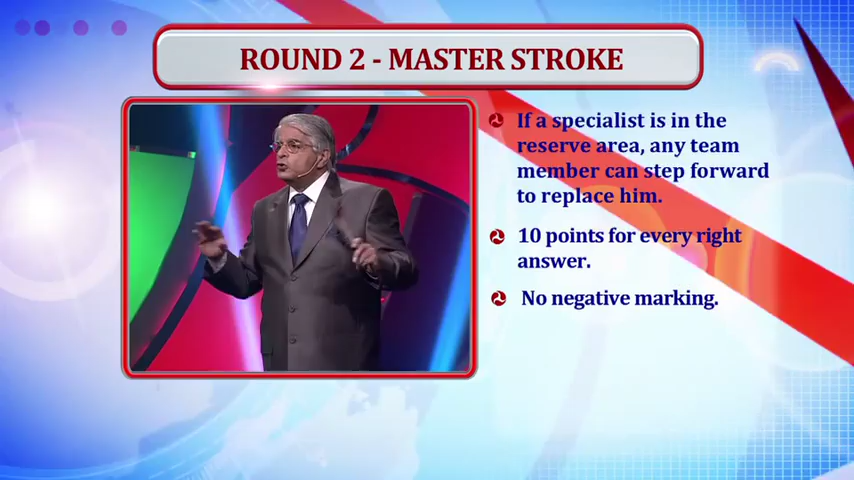 ROUND 2 - MASTER STROKE
If a specialist is in the
reserve area, any team
member can step forward
to replace him.
10 points for every right
answer.
No negative marking.